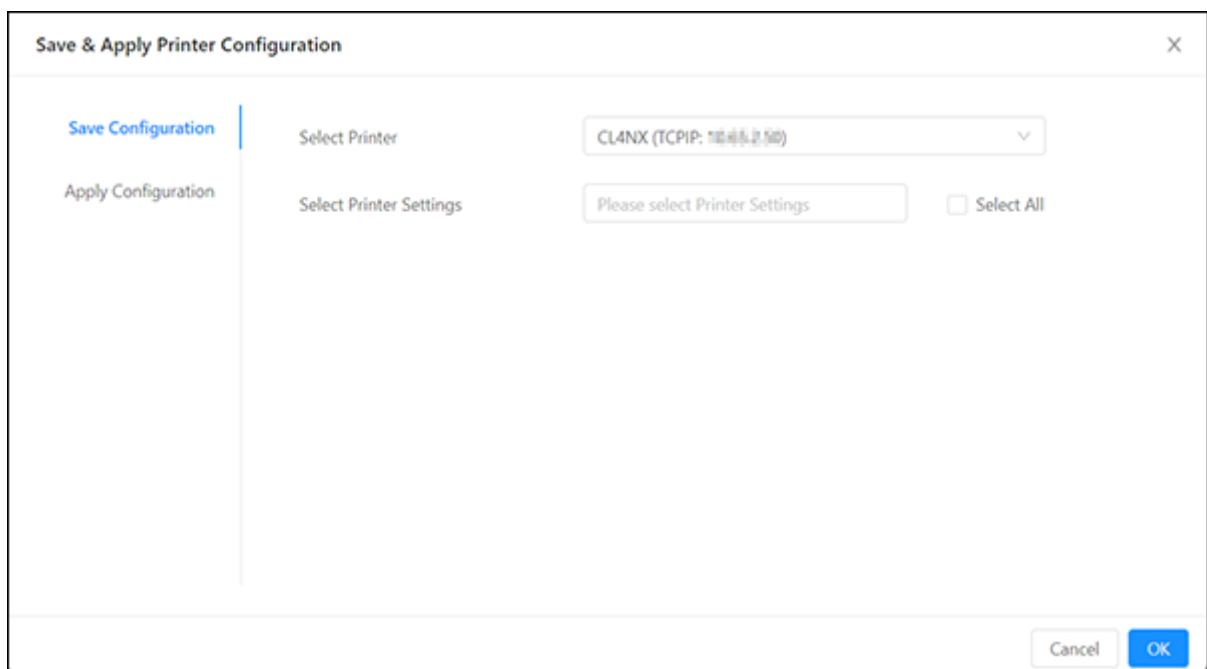 Save & Apply Printer Configuration
Save Configuration
Select Printer
CL4NX (TCPIP:
Apply Configuration
Select Printer Settings
Please select Printer Settings
Select All
Cancel
OK